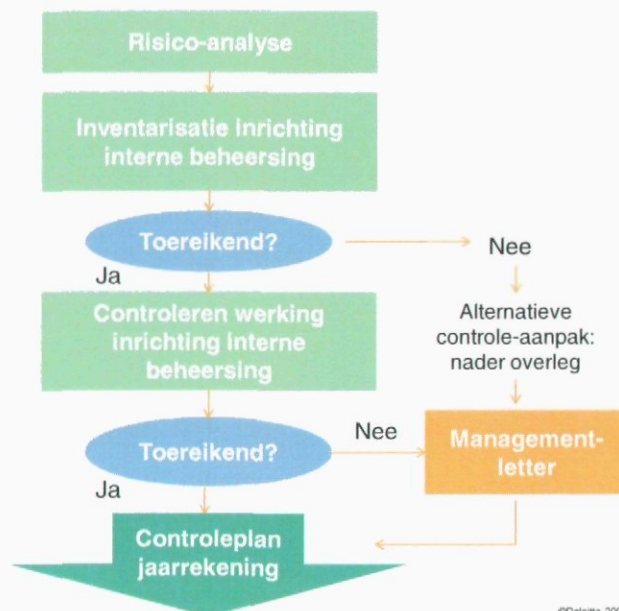 Risico-analyse
Inventarisatie inrichting
interne beheersing
Toereikend?
Nee
Ja
Controleren werking
inrichting interne
beheersing
Alternatieve
controle-aanpak:
nader overleg
Toereikend?
Nee
Management-
letter
Ja
Controleplan
jaarrekening
©Deloitte